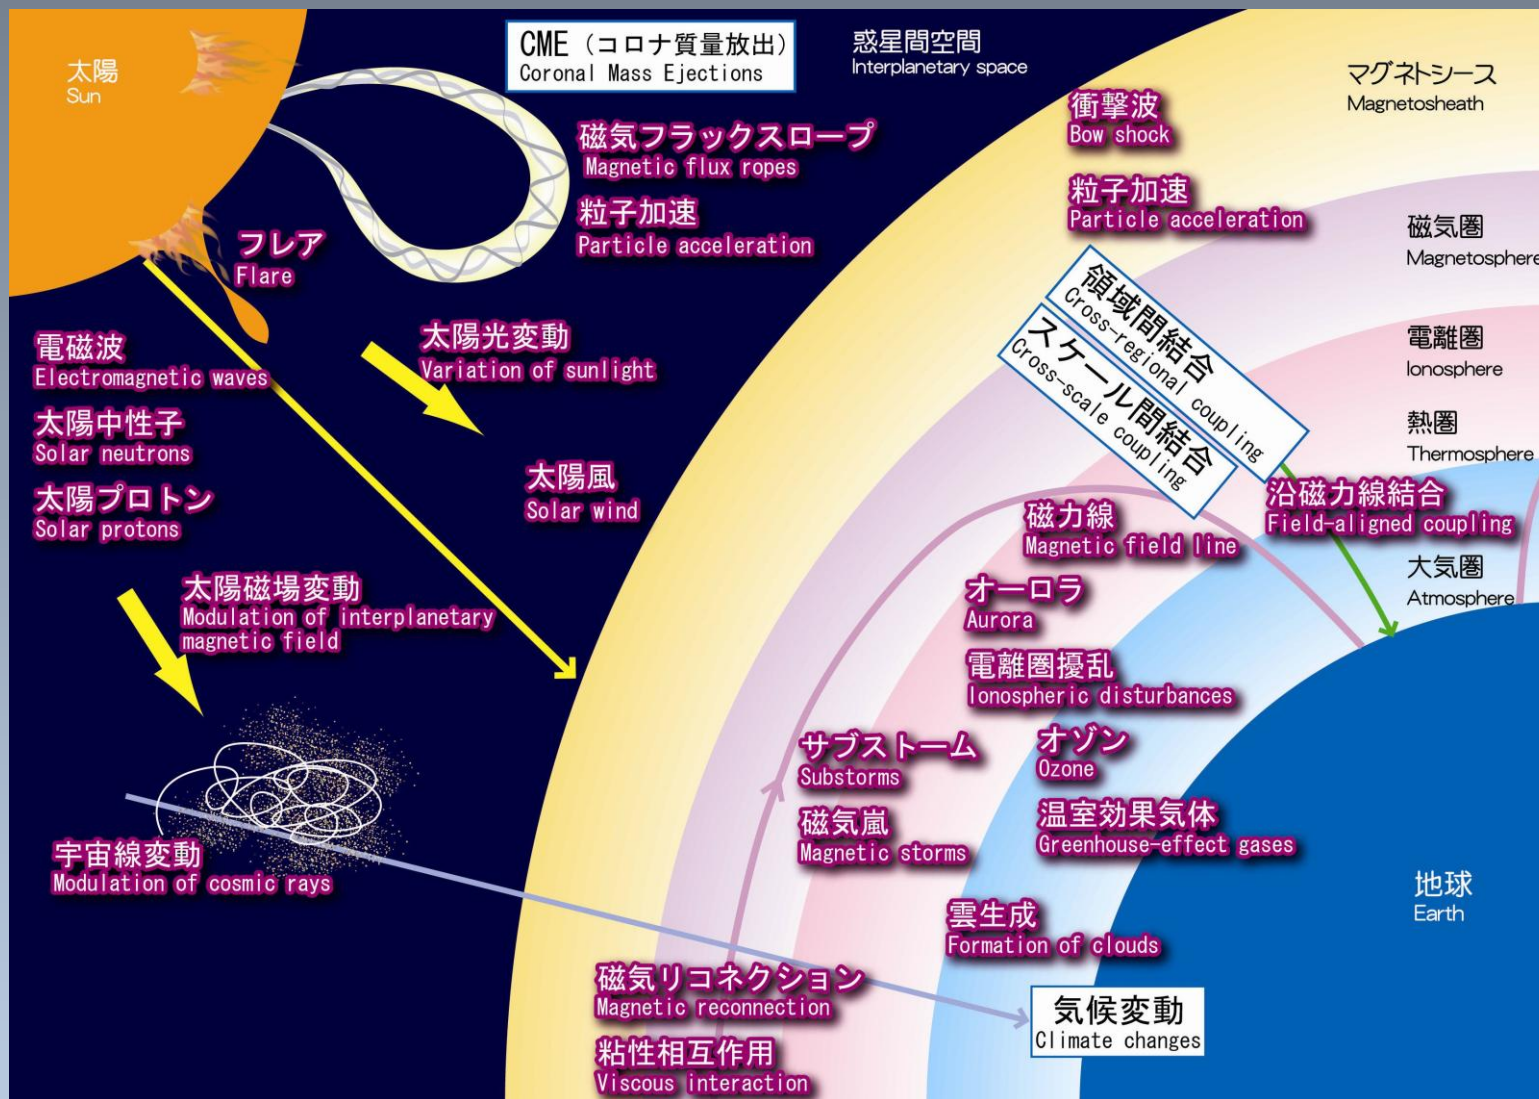 太陽
Sun
CME（コロナ質量放出）
Coronal Mass Ejections
惑星間空間
Interplanetary space
マグネトシース
Magnetosheath
衝撃波
Bow shock
磁気フラックスロープ
Magnetic flux ropes
粒子加速
Particle acceleration
粒子加速
Particle acceleration
磁気圏
Magnetosphere
フレア
Flare
領域間結合
Cross-regional coupling
スケール間結合
Cross-scale coupling
電離圏
Ionosphere
電磁波
Electromagnetic waves
太陽光変動
Variation of sunlight
太陽中性子
Solar neutrons
熱圏
Thermosphere
太陽プロトン
Solar protons
太陽風
Solar wind
沿磁力線結合
Field-aligned coupling
磁力線
Magnetic field line
大気圏
Atmosphere
太陽磁場変動
Modulation of interplanetary
magnetic field
オーロラ
Aurora
電離圏擾乱
Ionospheric disturbances
サブストーム
Substorms
オゾン
Ozone
磁気嵐
Magnetic storms
温室効果気体
Greenhouse-effect gases
宇宙線変動
Modulation of cosmic rays
地球
Earth
雲生成
Formation of clouds
磁気リコネクション
Magnetic reconnection
気候変動
Climate changes
粘性相互作用
Viscous interaction